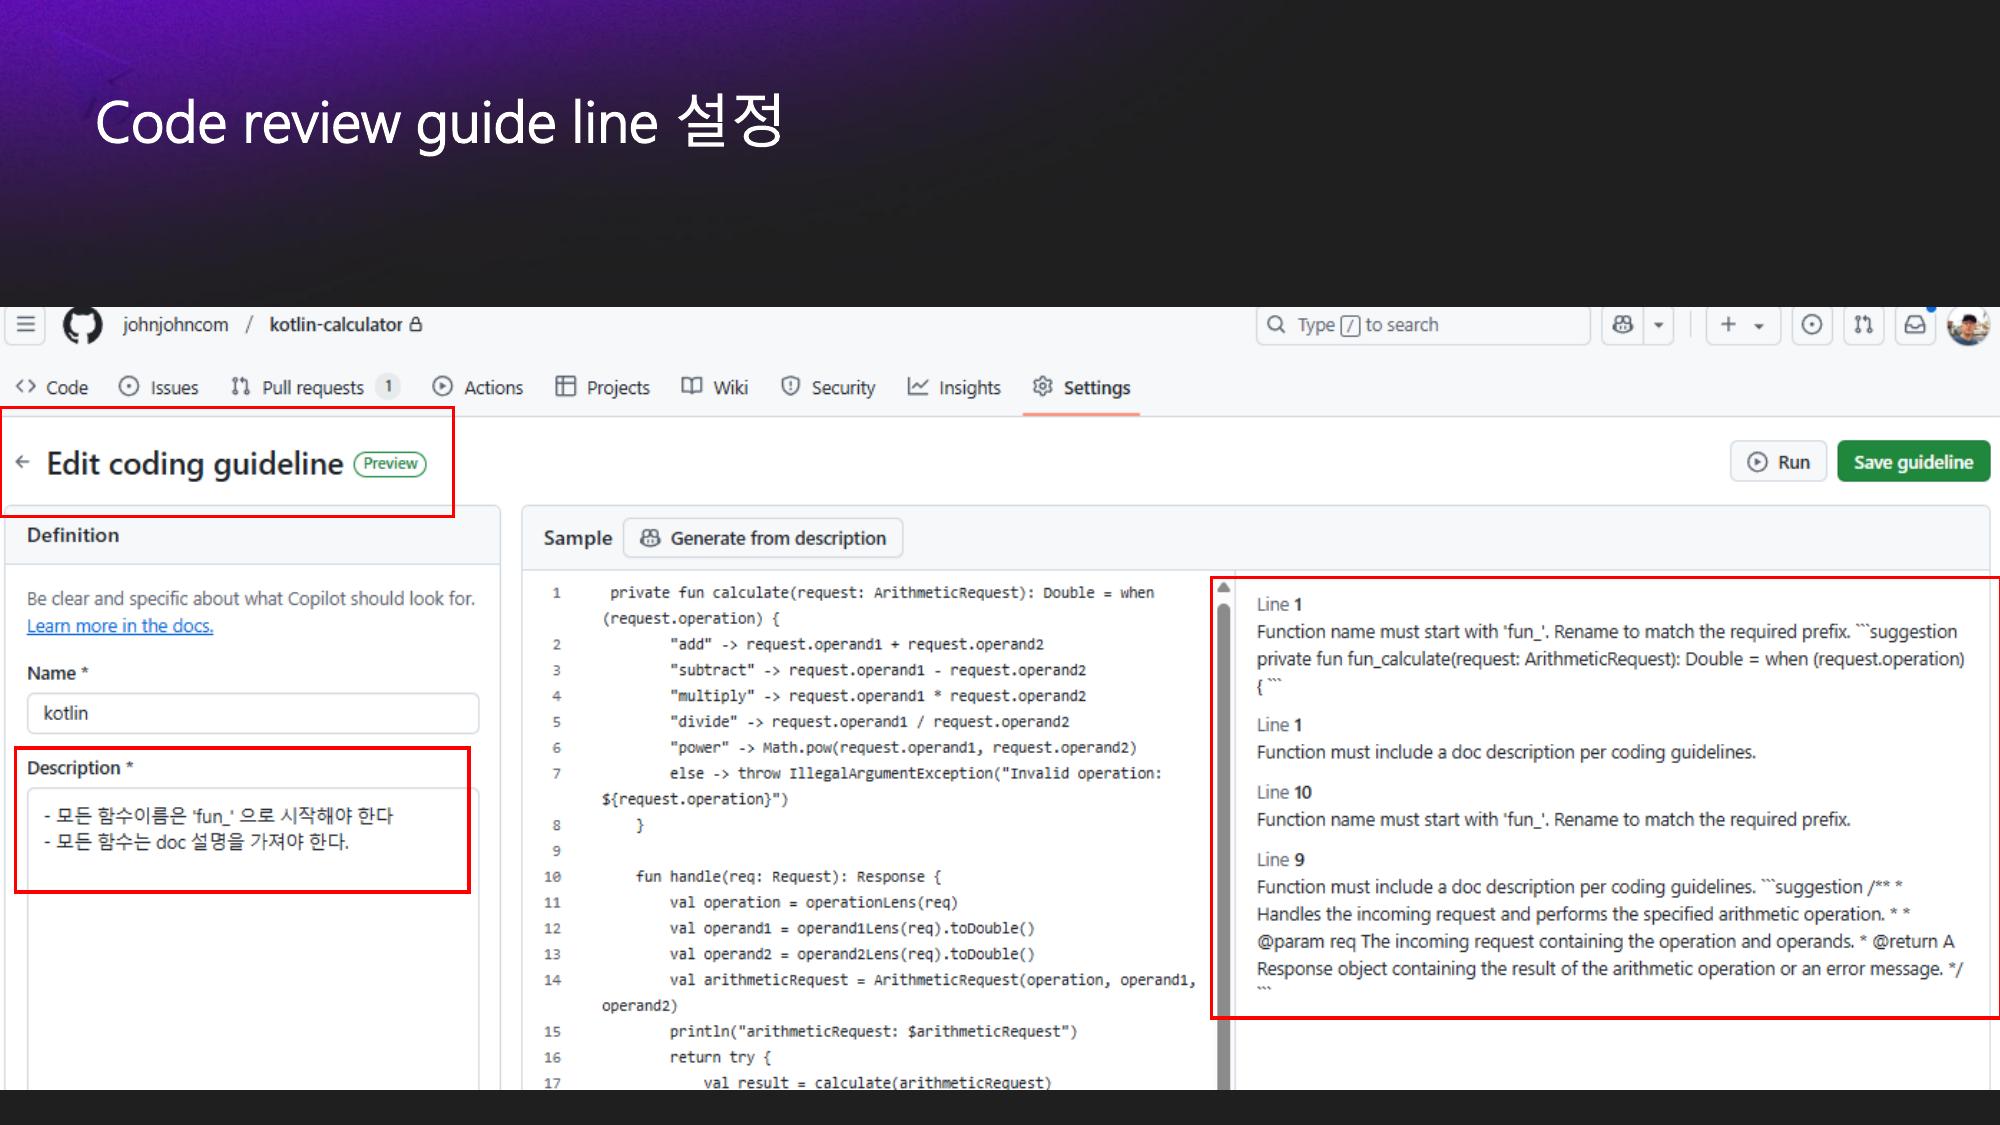 Code review guide line 설정
johnjohncom / kotlin-calculator
Type / to search
Code
Issues
Pull requests 1
Actions
Projects
Wiki
Security
Insights
Settings
Edit coding guideline Preview
Run
Save guideline
Definition
Be clear and specific about what Copilot should look for.
Learn more in the docs.
Name *
kotlin
Description *
- 모든 함수이름은 'fun_' 으로 시작해야 한다
- 모든 함수는 doc 설명을 가져야 한다.
Sample Generate from description
1 private fun calculate(request: ArithmeticRequest): Double = when
(request.operation) {
2 "add" -> request.operand1 + request.operand2
3 "subtract" -> request.operand1 - request.operand2
4 "multiply" -> request.operand1 * request.operand2
5 "divide" -> request.operand1 / request.operand2
6 "power" -> Math.pow(request.operand1, request.operand2)
7 else -> throw IllegalArgumentException("Invalid operation:
${request.operation}")
8 }
9
10 fun handle(req: Request): Response {
11 val operation = operationLens(req)
12 val operand1 = operand1Lens(req).toDouble()
13 val operand2 = operand2Lens(req).toDouble()
14 val arithmeticRequest = ArithmeticRequest(operation, operand1,
operand2)
15 println("arithmeticRequest: $arithmeticRequest")
16 return try {
17 val result = calculate(arithmeticRequest)
Line 1
Function name must start with 'fun_'. Rename to match the required prefix. ```suggestion
private fun fun_calculate(request: ArithmeticRequest): Double = when (request.operation)
{ ```
Line 1
Function must include a doc description per coding guidelines.
Line 10
Function name must start with 'fun_'. Rename to match the required prefix.
Line 9
Function must include a doc description per coding guidelines. ```suggestion /** *
Handles the incoming request and performs the specified arithmetic operation. * *
@param req The incoming request containing the operation and operands. * @return A
Response object containing the result of the arithmetic operation or an error message. */
```